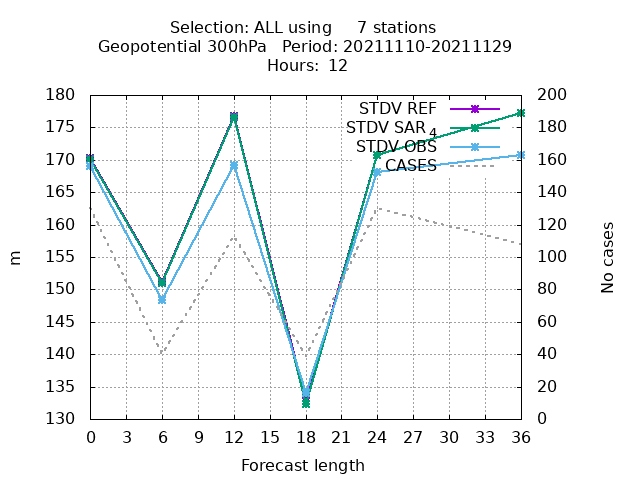 Selection: ALL using     7 stations
Geopotential 300hPa   Period: 20211110-20211129
Hours:  12
180
175
170
165
160
155
150
145
140
135
130
200
180
160
140
120
100
80
60
40
20
0
STDV REF
STDV SAR4
STDV OBS
CASES
m
No cases
0 3 6 9 12 15 18 21 24 27 30 33 36
Forecast length